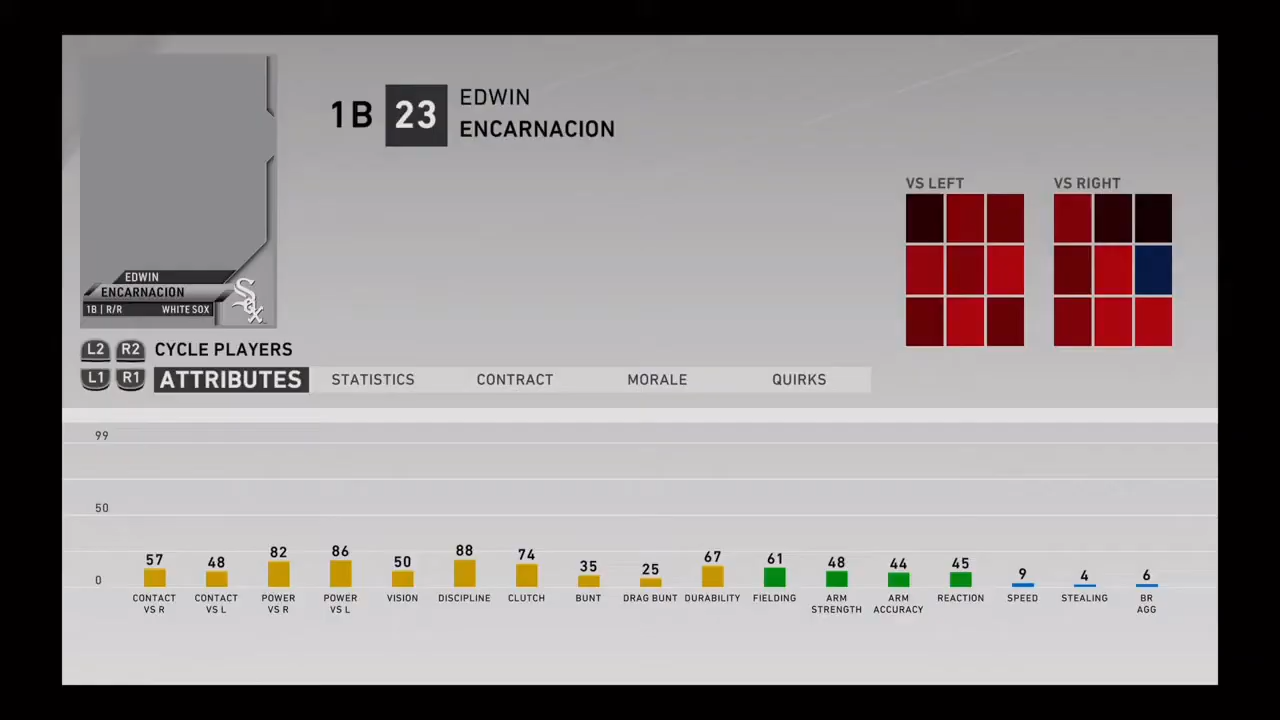 1B 23 EDWIN
ENCARNACION
VS LEFT VS RIGHT
EDWIN
ENCARNACION
1B | R/R WHITE SOX
Sox
L2 R2 CYCLE PLAYERS
L1 R1 ATTRIBUTES STATISTICS CONTRACT MORALE QUIRKS
99
50
0
57 48 82 86 50 88 74 35 25 67 61 48 44 45 9 4 6
CONTACT VS R CONTACT VS L POWER VS R POWER VS L VISION DISCIPLINE CLUTCH BUNT DRAG BUNT DURABILITY FIELDING ARM STRENGTH ARM ACCURACY REACTION SPEED STEALING BR AGG